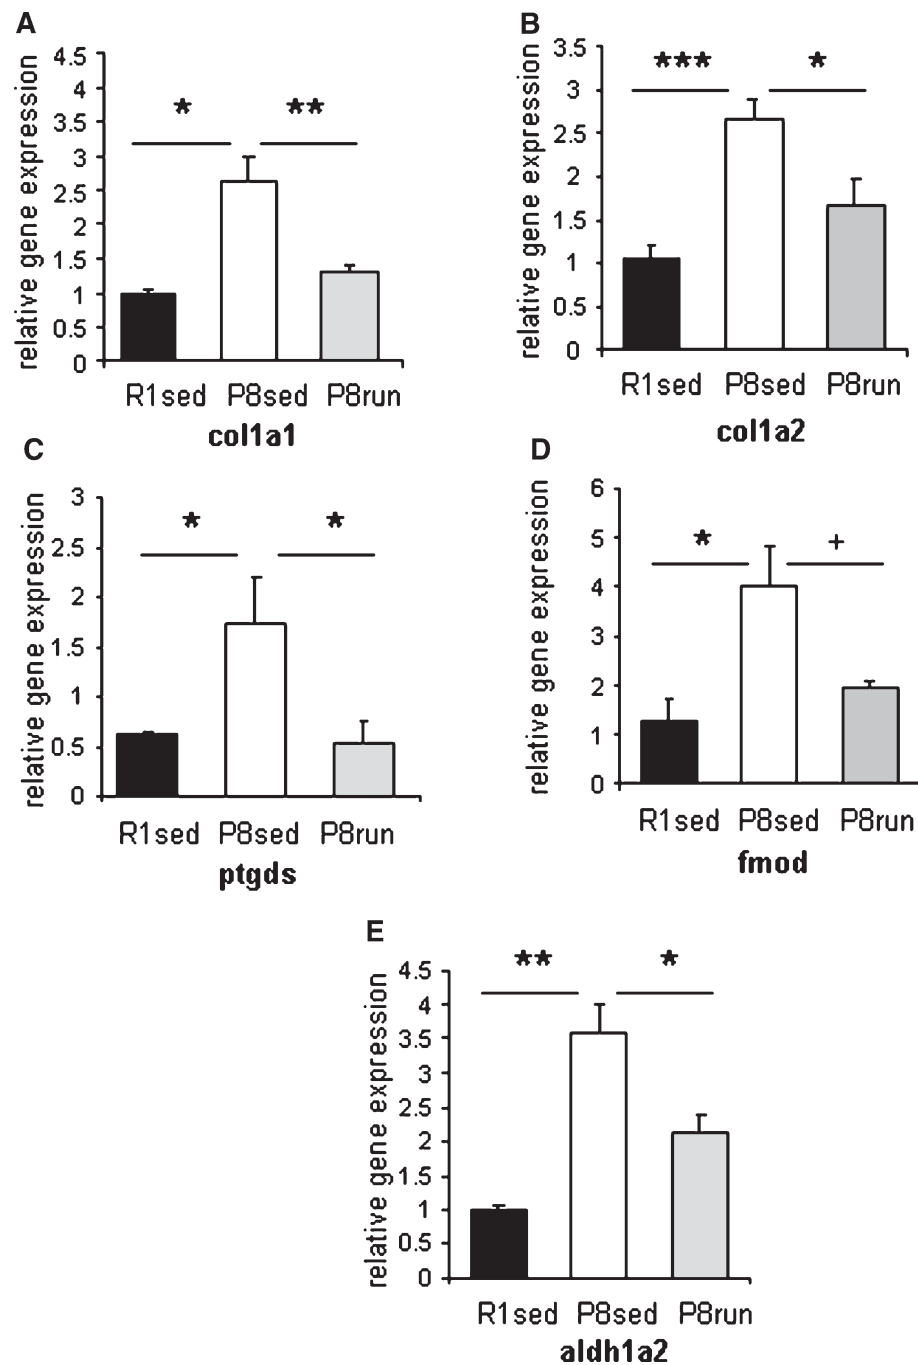 A
relative gene expression
4.5
4
3.5
3
2.5
2
1.5
1
0.5
0
* **
R1sed P8sed P8run
col1a1
B
relative gene expression
3.5
3
2.5
2
1.5
1
0.5
0
*** *
R1sed P8sed P8run
col1a2
C
relative gene expression
3
2.5
2
1.5
1
0.5
0
* *
R1sed P8sed P8run
ptgds
D
relative gene expression
6
5
4
3
2
1
0
* +
R1sed P8sed P8run
fmod
E
relative gene expression
4.5
4
3.5
3
2.5
2
1.5
1
0.5
0
** *
R1sed P8sed P8run
aldh1a2